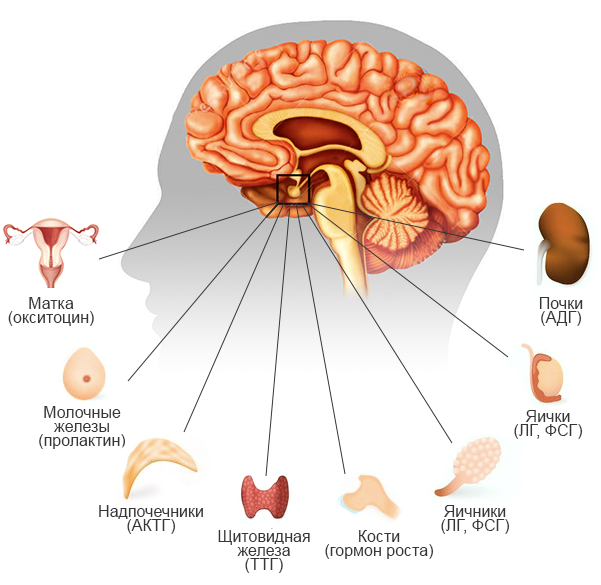 Матка
(окситоцин)
Почки
(АДГ)
Молочные
железы
(пролактин)
Яички
(ЛГ, ФСГ)
Надпочечники
(АКТГ)
Щитовидная
железа
(ТТГ)
Кости
(гормон роста)
Яичники
(ЛГ, ФСГ)